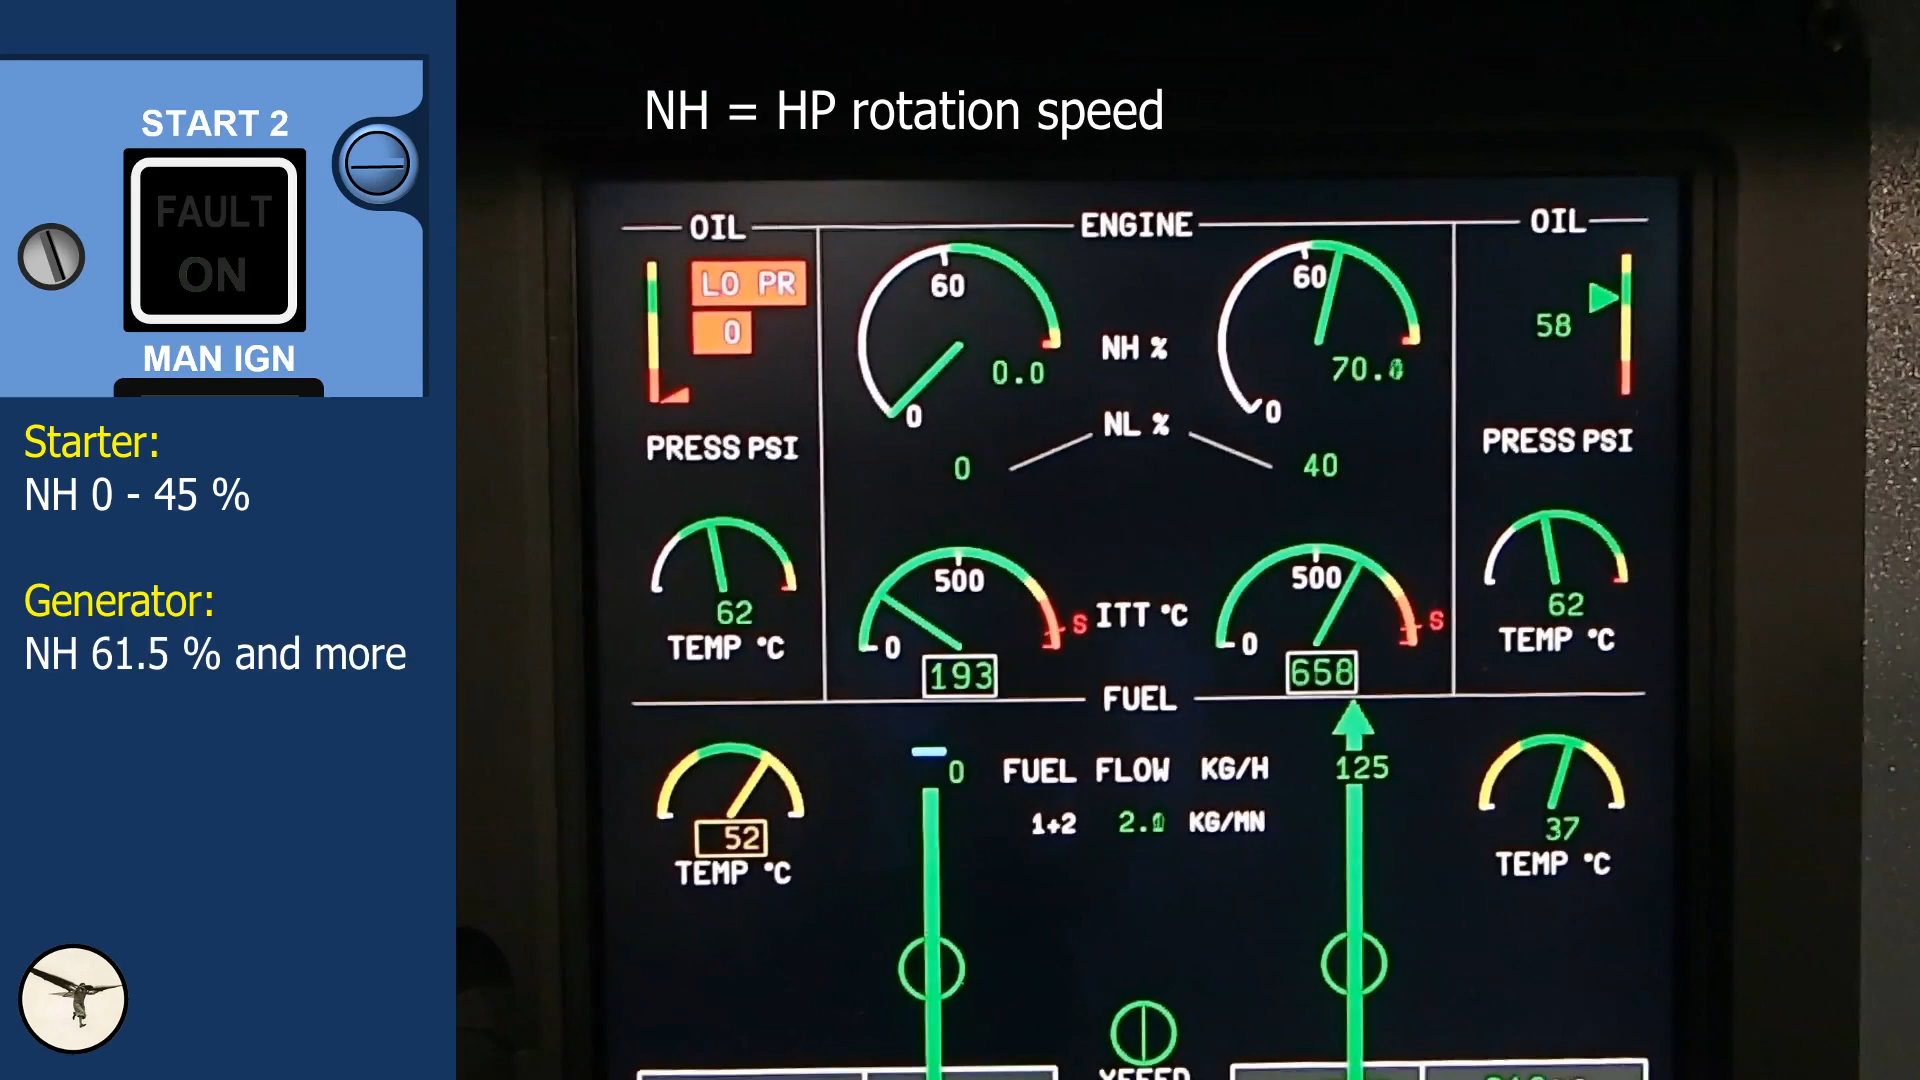 START 2
FAULT
ON
MAN IGN
Starter:
NH 0 - 45 %
Generator:
NH 61.5 % and more
NH = HP rotation speed
OIL
ENGINE
OIL
LO PR
0
60
0
0.0
NH %
60
0
70.
58
PRESS PSI
NL %
0
40
PRESS PSI
62
TEMP °C
500
0
193
S
ITT °C
500
0
658
S
62
TEMP °C
FUEL
52
TEMP °C
0
FUEL FLOW KG/H
125
1+2 2. KG/MN
37
TEMP °C
XFEED